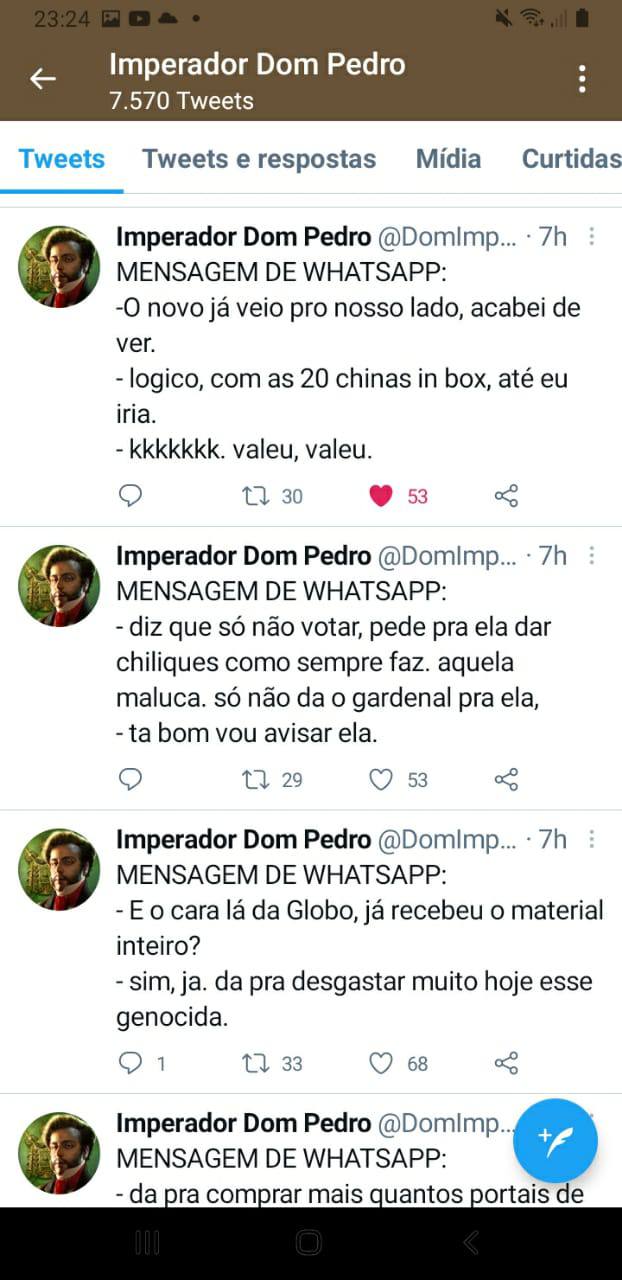 23:24
Imperador Dom Pedro
7.570 Tweets
Tweets Tweets e respostas Mídia Curtidas
Imperador Dom Pedro @DomImp... · 7h
MENSAGEM DE WHATSAPP:
-O novo já veio pro nosso lado, acabei de
ver.
- logico, com as 20 chinas in box, até eu
iria.
- kkkkkkk. valeu, valeu.
30 53
Imperador Dom Pedro @DomImp... · 7h
MENSAGEM DE WHATSAPP:
- diz que só não votar, pede pra ela dar
chiliques como sempre faz. aquela
maluca. só não da o gardenal pra ela,
- ta bom vou avisar ela.
29 53
Imperador Dom Pedro @DomImp... · 7h
MENSAGEM DE WHATSAPP:
- E o cara lá da Globo, já recebeu o material
inteiro?
- sim, ja. da pra desgastar muito hoje esse
genocida.
1 33 68
Imperador Dom Pedro @DomImp...
MENSAGEM DE WHATSAPP:
- da pra comprar mais quantos portais de